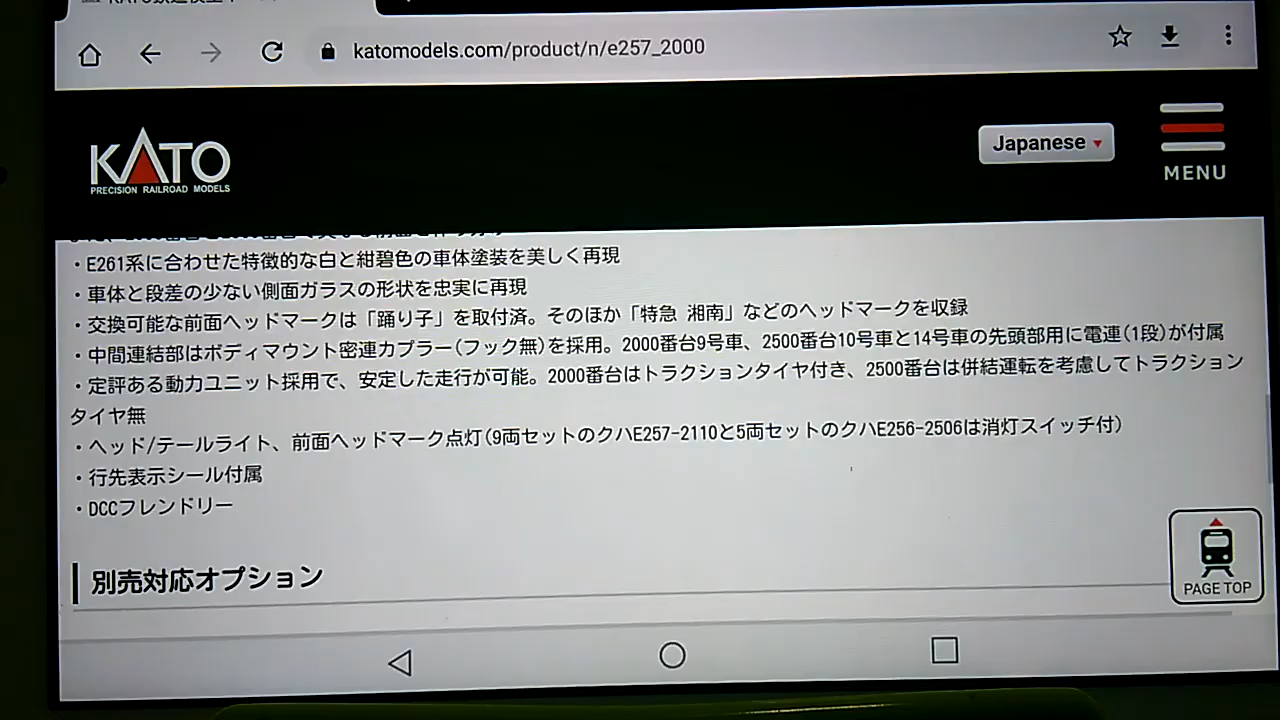 katomodels.com/product/n/e257_2000
KATO
PRECISION RAILROAD MODELS
Japanese
MENU
・E261系に合わせた特徴的な白と紺碧色の車体塗装を美しく再現
・車体と段差の少ない側面ガラスの形状を忠実に再現
・交換可能な前面ヘッドマークは「踊り子」を取付済。そのほか「特急 湘南」などのヘッドマークを収録
・中間連結部はボディマウント密連カプラー(フック無)を採用。2000番台9号車、2500番台10号車と14号車の先頭部用に電連(1段)が付属
・定評ある動力ユニット採用で、安定した走行が可能。2000番台はトラクションタイヤ付き、2500番台は併結運転を考慮してトラクション
タイヤ無
・ヘッド/テールライト、前面ヘッドマーク点灯(9両セットのクハE257-2110と5両セットのクハE256-2506は消灯スイッチ付)
・行先表示シール付属
・DCCフレンドリー
別売対応オプション
PAGE TOP